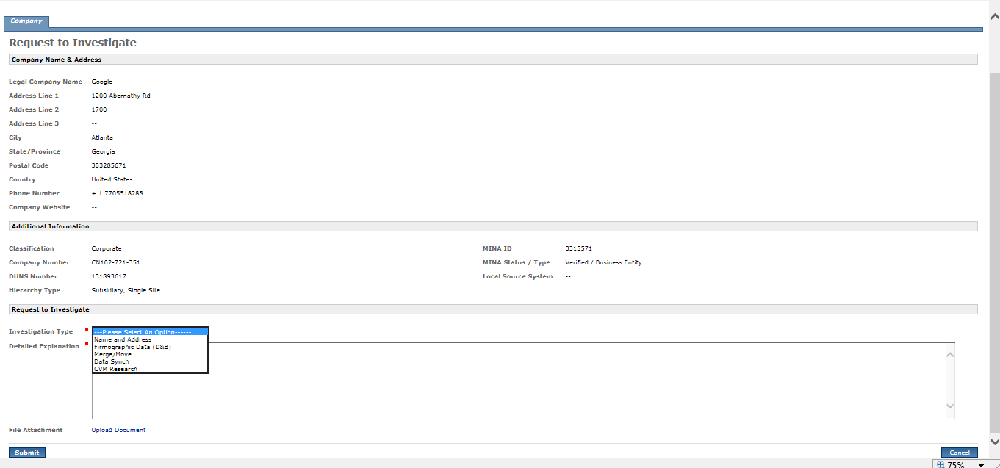 Company
Request to Investigate
Company Name & Address
Legal Company Name Google
Address Line 1 1200 Abernathy Rd
Address Line 2 1700
Address Line 3 --
City Atlanta
State/Province Georgia
Postal Code 303285671
Country United States
Phone Number + 1 7705518288
Company Website --
Additional Information
Classification Corporate MINA ID 3315571
Company Number CN102-721-351 MINA Status / Type Verified / Business Entity
DUNS Number 131893617 Local Source System --
Hierarchy Type Subsidiary, Single Site
Request to Investigate
Investigation Type ---Please Select An Option------
Name and Address
Detailed Explanation Firmographic Data (D&B)
Merge/Move
Data Synch
CVM Research
File Attachment Upload Document
Submit Cancel
75%